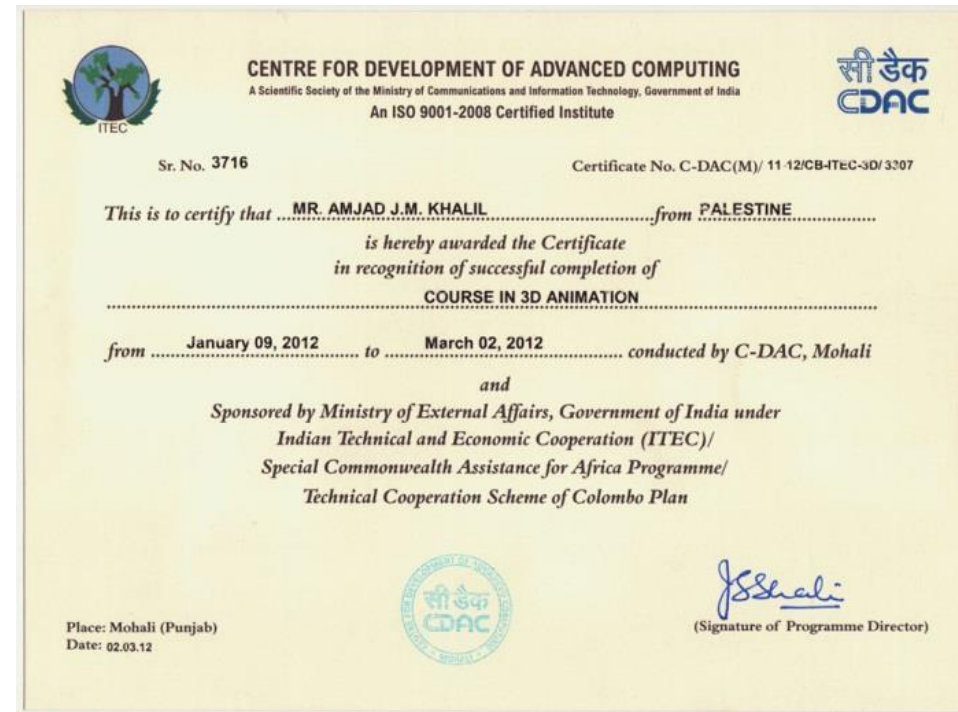 CENTRE FOR DEVELOPMENT OF ADVANCED COMPUTING
A Scientific Society of the Ministry of Communications and Information Technology, Government of India
An ISO 9001-2008 Certified Institute
ITEC
सी डैक
CDAC
Sr. No. 3716
Certificate No. C-DAC(M)/ 11-12/CB-ITEC-3D/ 3307
This is to certify that MR. AMJAD J.M. KHALIL from PALESTINE
is hereby awarded the Certificate
in recognition of successful completion of
COURSE IN 3D ANIMATION
from January 09, 2012 to March 02, 2012 conducted by C-DAC, Mohali
and
Sponsored by Ministry of External Affairs, Government of India under
Indian Technical and Economic Cooperation (ITEC)/
Special Commonwealth Assistance for Africa Programme/
Technical Cooperation Scheme of Colombo Plan
सी डैक
CDAC
Place: Mohali (Punjab)
Date: 02.03.12
(Signature of Programme Director)